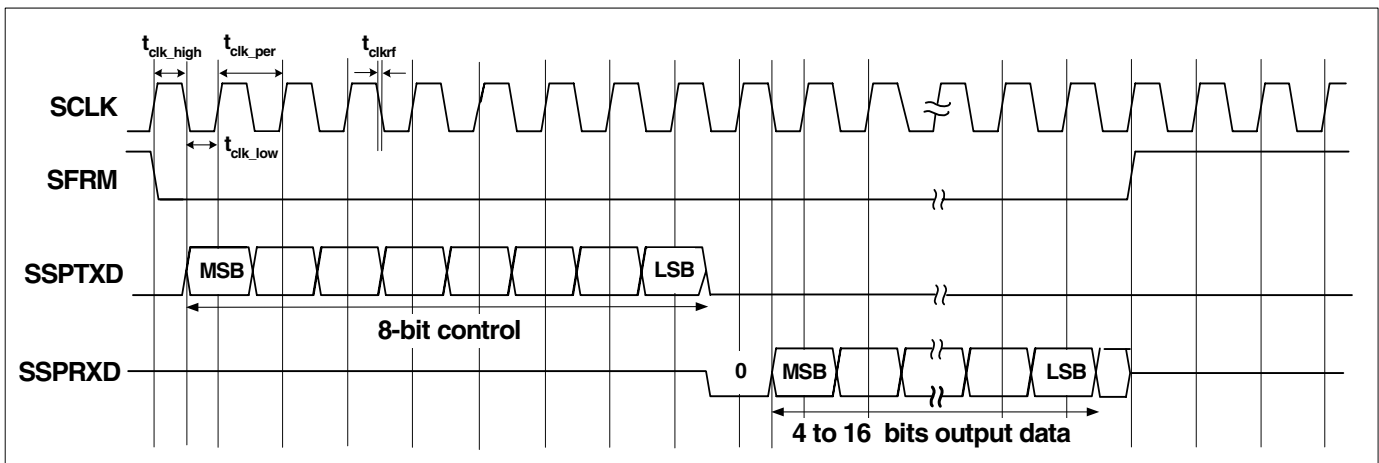 tclk_high
tclk_per
tclkrf
SCLK
tclk_low
SFRM
SSPTXD
MSB
LSB
8-bit control
SSPRXD
0
MSB
LSB
4 to 16 bits output data